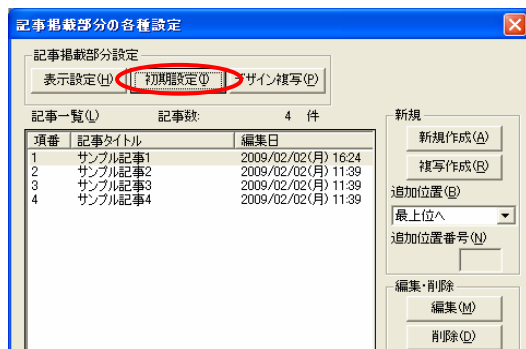 記事掲載部分の各種設定
記事掲載部分設定
表示設定(H) 初期設定(I) デザイン複写(P)
記事一覧(L) 記事数: 4 件
項番 記事タイトル 編集日
1 サンプル記事1 2009/02/02(月) 16:24
2 サンプル記事2 2009/02/02(月) 11:39
3 サンプル記事3 2009/02/02(月) 11:39
4 サンプル記事4 2009/02/02(月) 11:39
新規
新規作成(A)
複写作成(R)
追加位置(B)
最上位へ
追加位置番号(N)
編集・削除
編集(M)
削除(D)